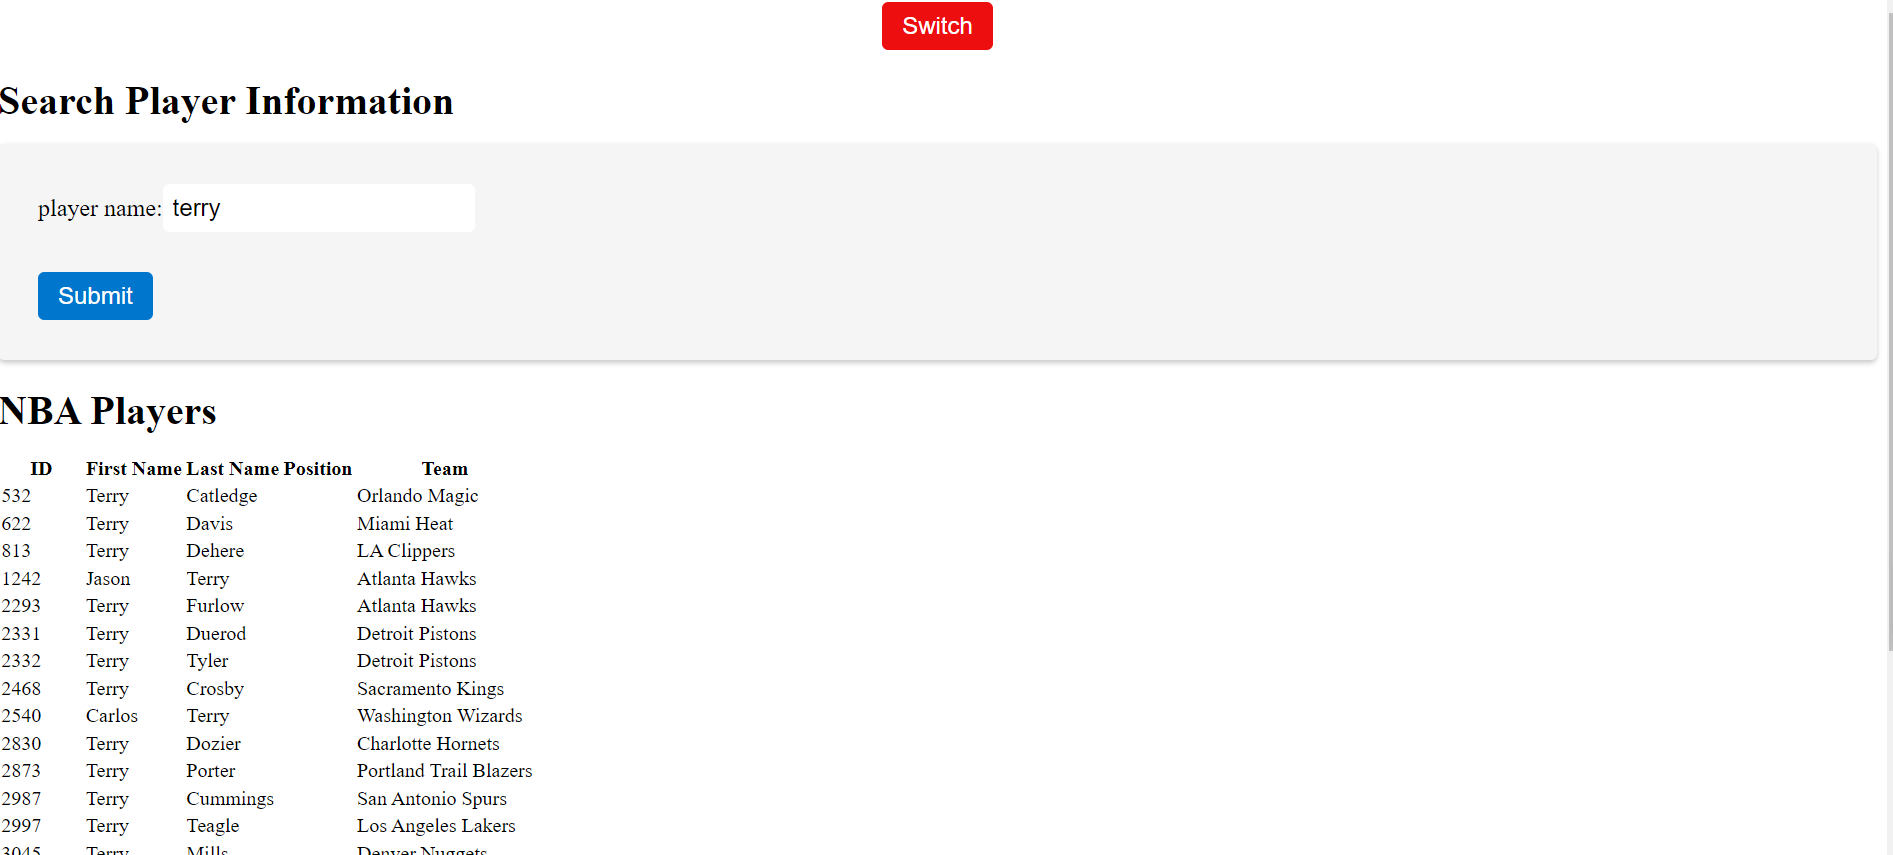 Switch
Search Player Information
player name: terry
Submit
NBA Players
ID First Name Last Name Position Team
532 Terry Catledge Orlando Magic
622 Terry Davis Miami Heat
813 Terry Dehere LA Clippers
1242 Jason Terry Atlanta Hawks
2293 Terry Furlow Atlanta Hawks
2331 Terry Duerod Detroit Pistons
2332 Terry Tyler Detroit Pistons
2468 Terry Crosby Sacramento Kings
2540 Carlos Terry Washington Wizards
2830 Terry Dozier Charlotte Hornets
2873 Terry Porter Portland Trail Blazers
2987 Terry Cummings San Antonio Spurs
2997 Terry Teagle Los Angeles Lakers
3045 Terry Mills Denver Nuggets